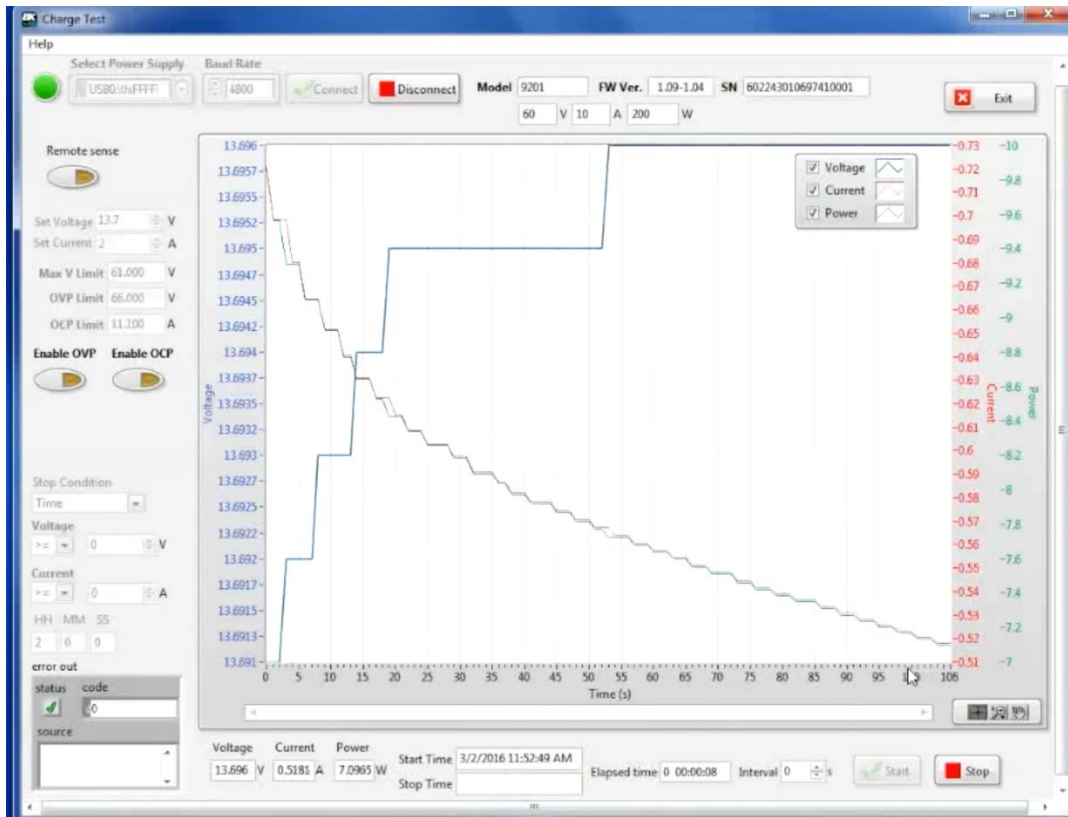 Charge Test
Help
Select Power Supply
Baud Rate
USB0::0xFFFF:
4800
Connect
Disconnect
Model 9201
FW Ver. 1.09-1.04
SN 602243010697410001
60 V 10 A 200 W
Exit
Remote sense
Set Voltage 13.7 V
Set Current 2 A
Max V Limit 61.000 V
OVP Limit 66.000 V
OCP Limit 11.100 A
Enable OVP Enable OCP
Stop Condition
Time
Voltage
>= 0 V
Current
>= 0 A
HH MM SS
2 6 0
error out
status code
0
source
Voltage
13.696
13.6957
13.6955
13.6952
13.695
13.6947
13.6945
13.6942
13.694
13.6937
13.6935
13.6932
13.693
13.6927
13.6925
13.6922
13.692
13.6917
13.6915
13.6913
13.691
Voltage
Current
Power
0.73
0.72
0.71
0.7
0.69
0.68
0.67
0.66
0.65
0.64
0.63
0.62
0.61
0.6
0.59
0.58
0.57
0.56
0.55
0.54
0.53
0.52
0.51
Current
10
9.8
9.6
9.4
9.2
9
8.8
8.6
8.4
8.2
8
7.8
7.6
7.4
7.2
7
Power
0 5 10 15 20 25 30 35 40 45 50 55 60 65 70 75 80 85 90 95 106
Time (s)
Voltage Current Power
13.696 V 0.5181 A 7.0965 W
Start Time 3/2/2016 11:52:49 AM
Stop Time
Elapsed time 0 00:00:08
Interval 0 s
Start
Stop